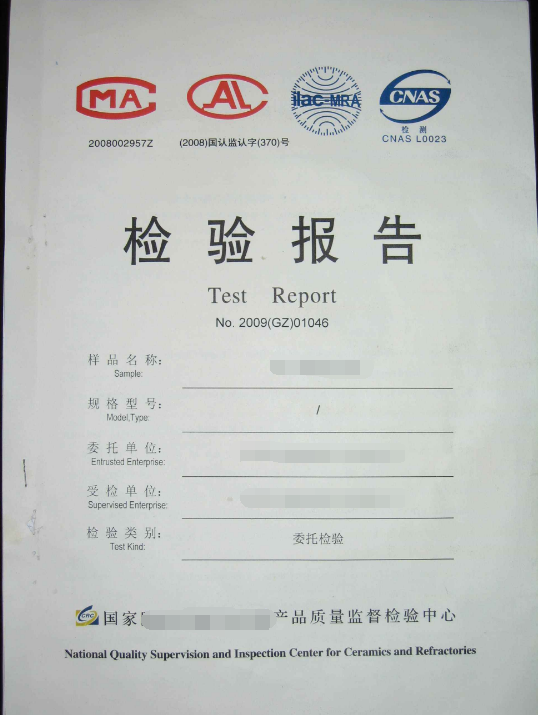 MA
AL
ilac-MRA
CNAS
检 测
CNAS L0023
2008002957Z
(2008)国认监认字(370)号
检验报告
Test Report
No. 2009(GZ)01046
样品名称:
Sample:
规格型号:
Model,Type:
/
委托单位:
Entrusted Enterprise:
受检单位:
Supervised Enterprise:
检验类别:
Test Kind:
委托检验
CRC
国家
产品质量监督检验中心
National Quality Supervision and Inspection Center for Ceramics and Refractories